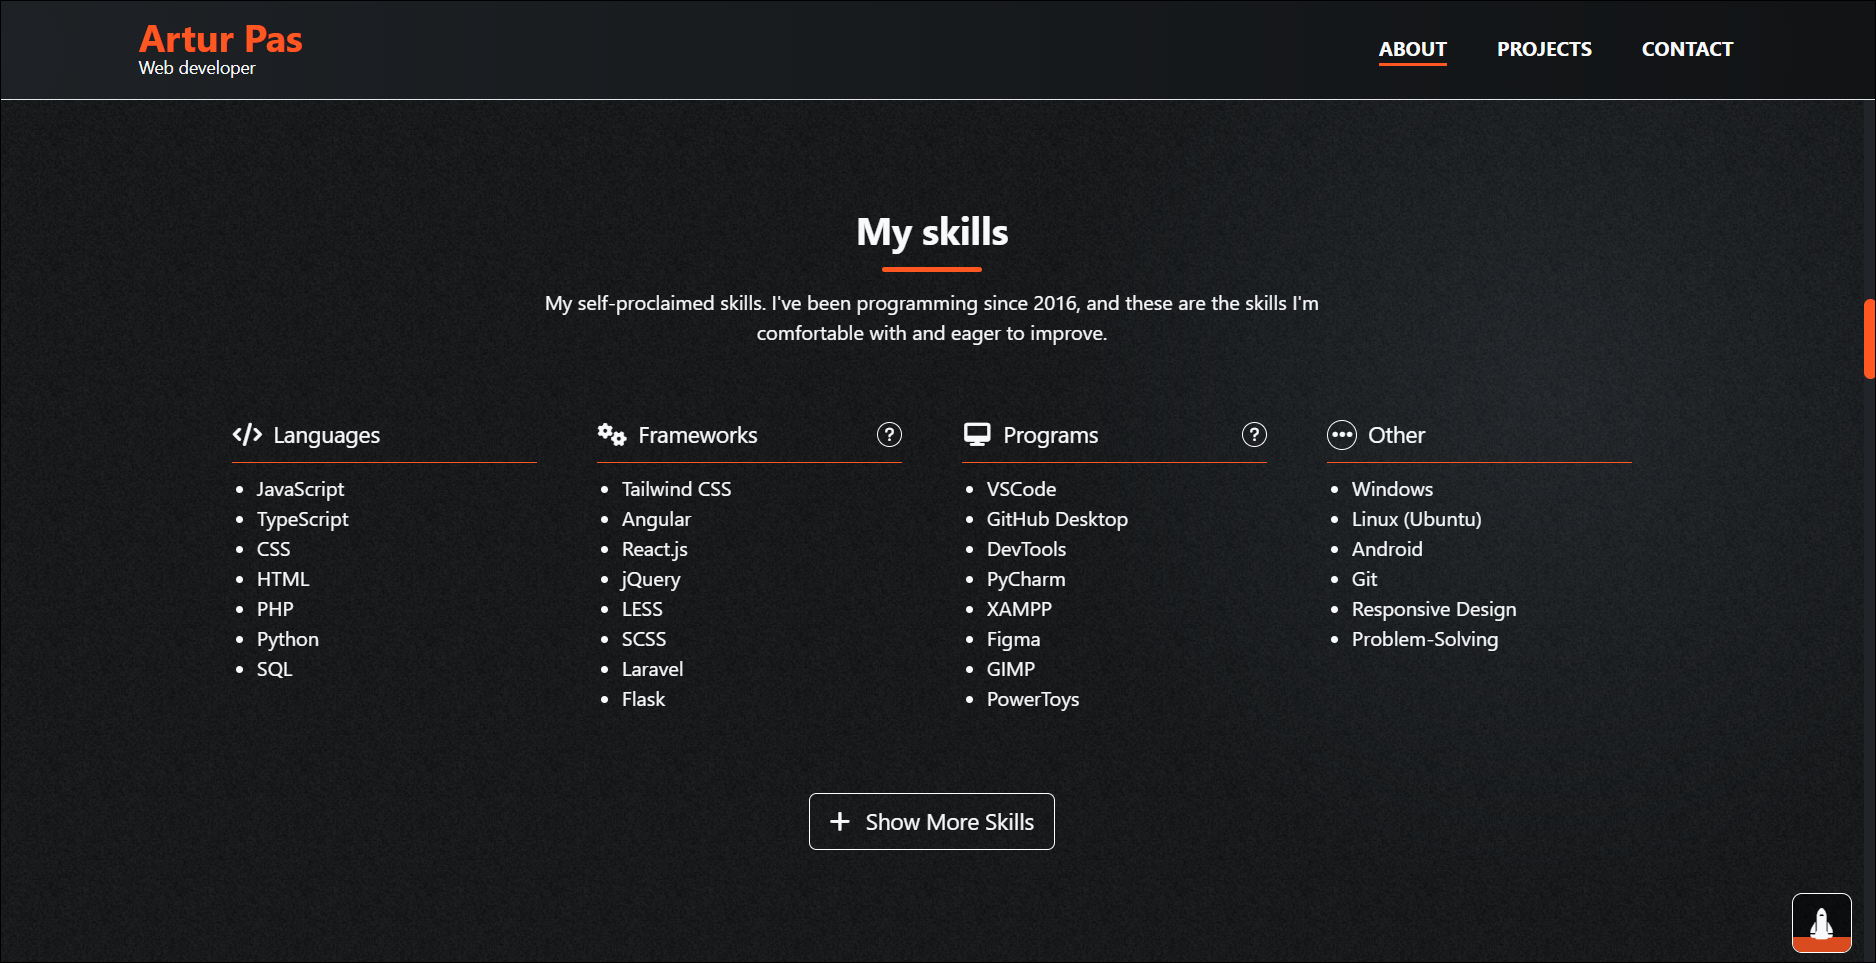 Artur Pas
Web developer
ABOUT PROJECTS CONTACT
My skills
My self-proclaimed skills. I've been programming since 2016, and these are the skills I'm
comfortable with and eager to improve.
Languages
JavaScript
TypeScript
CSS
HTML
PHP
Python
SQL
Frameworks ?
Tailwind CSS
Angular
React.js
jQuery
LESS
SCSS
Laravel
Flask
Programs ?
VSCode
GitHub Desktop
DevTools
PyCharm
XAMPP
Figma
GIMP
PowerToys
Other
Windows
Linux (Ubuntu)
Android
Git
Responsive Design
Problem-Solving
Show More Skills